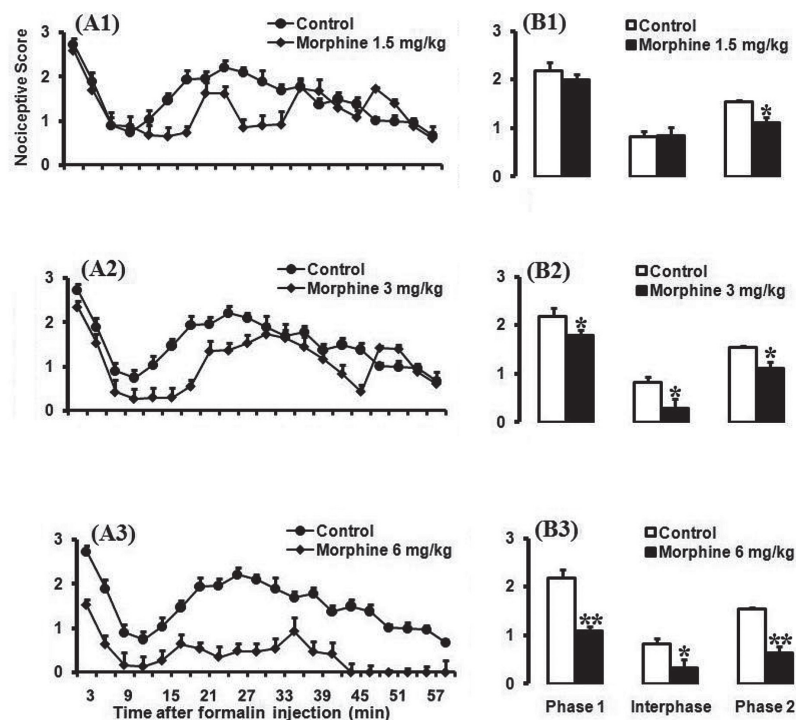 (A1)
Control
Morphine 1.5 mg/kg
Nociceptive Score
3
2
1
0
(B1)
Control
Morphine 1.5 mg/kg
3
2
1
0
*
(A2)
Control
Morphine 3 mg/kg
3
2
1
0
(B2)
Control
Morphine 3 mg/kg
3
2
1
0
*
*
*
(A3)
Control
Morphine 6 mg/kg
3
2
1
0
3 9 15 21 27 33 39 45 51 57
Time after formalin injection (min)
(B3)
Control
Morphine 6 mg/kg
3
2
1
0
**
*
**
Phase 1 Interphase Phase 2